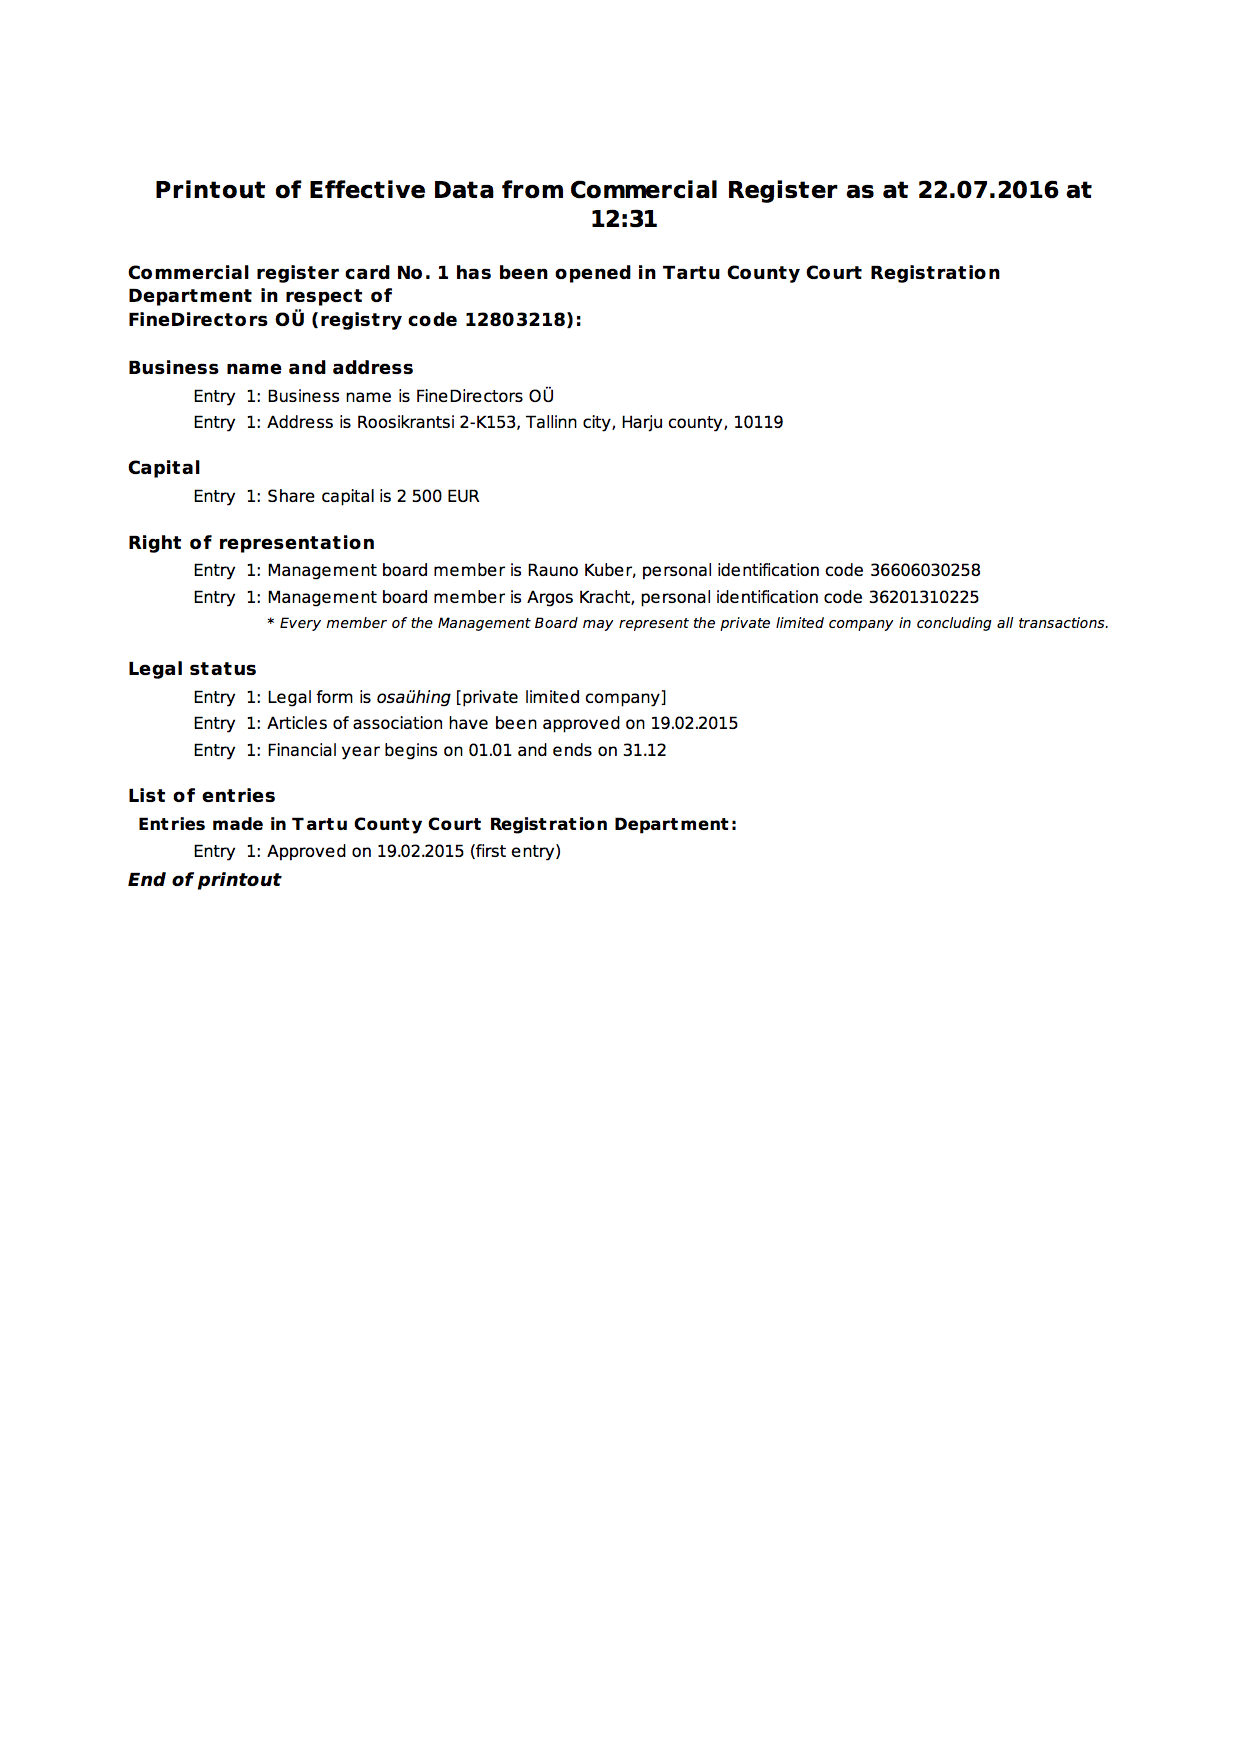 Printout of Effective Data from Commercial Register as at 22.07.2016 at
12:31
Commercial register card No. 1 has been opened in Tartu County Court Registration
Department in respect of
FineDirectors OÜ (registry code 12803218):
Business name and address
Entry 1: Business name is FineDirectors OÜ
Entry 1: Address is Roosikrantsi 2-K153, Tallinn city, Harju county, 10119
Capital
Entry 1: Share capital is 2 500 EUR
Right of representation
Entry 1: Management board member is Rauno Kuber, personal identification code 36606030258
Entry 1: Management board member is Argos Kracht, personal identification code 36201310225
* Every member of the Management Board may represent the private limited company in concluding all transactions.
Legal status
Entry 1: Legal form is osaühing [private limited company]
Entry 1: Articles of association have been approved on 19.02.2015
Entry 1: Financial year begins on 01.01 and ends on 31.12
List of entries
Entries made in Tartu County Court Registration Department:
Entry 1: Approved on 19.02.2015 (first entry)
End of printout